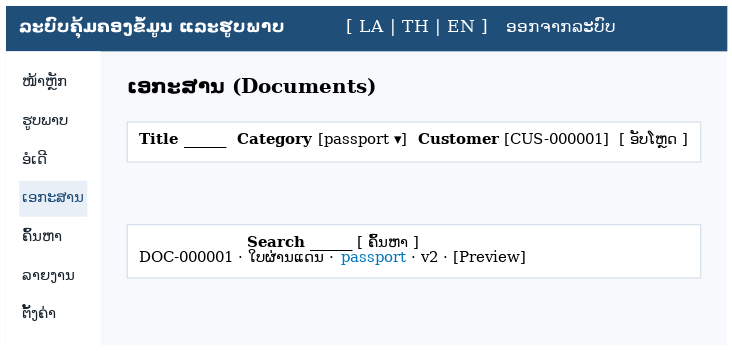 ລະບົບຄຸ້ມຄອງຂໍ້ມູນ ແລະຮູບພາບ [ LA | TH | EN ] ອອກຈາກລະບົບ
ໜ້າຫຼັກ
ຮູບພາບ
ອໍເດີ
ເອກະສານ
ຄົ້ນຫາ
ລາຍງານ
ຕັ້ງຄ່າ
ເອກະສານ (Documents)
Title _____ Category [passport ▾] Customer [CUS-000001] [ ອັບໂຫຼດ ]
Search _____ [ ຄົ້ນຫາ ]
DOC-000001 · ໃບຜ່ານແດນ · passport · v2 · [Preview]